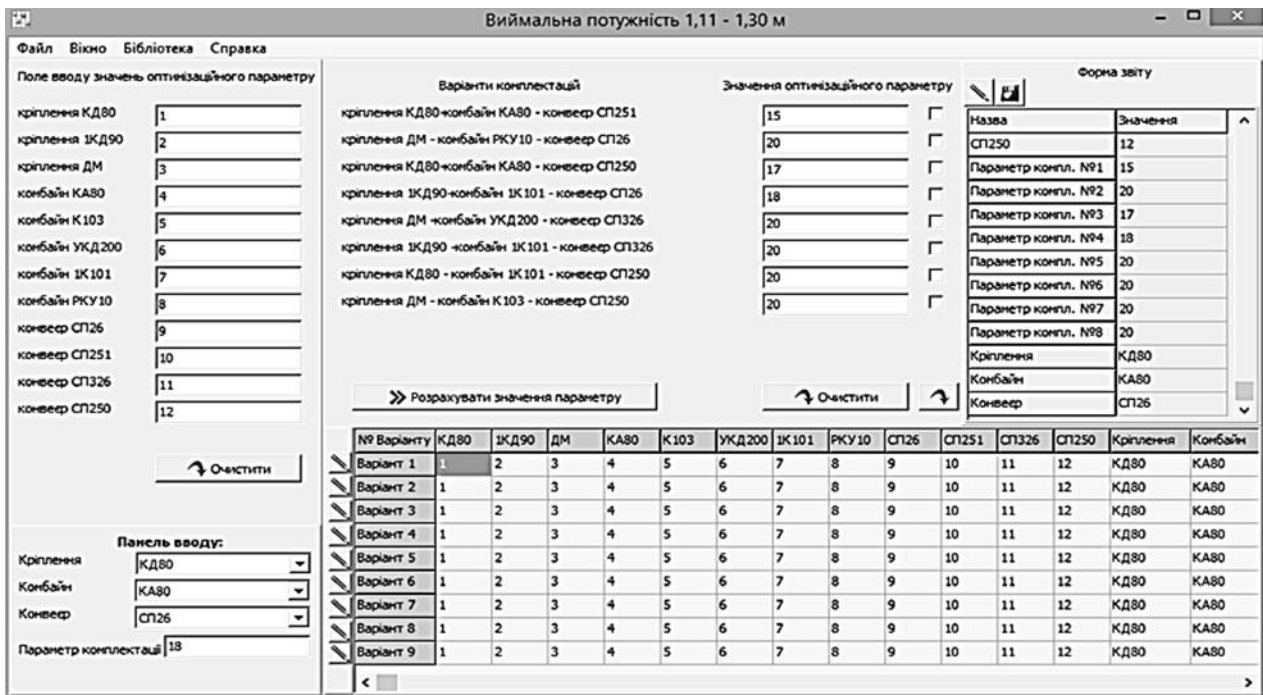 Виймальна потужність 1,11 - 1,30 м
Файл Вікно Бібліотека Справка
Поле вводу значень оптимізаційного параметру
кріплення КД80 1
кріплення 1КД90 2
кріплення ДМ 3
комбайн КА80 4
комбайн К103 5
комбайн УКД200 6
комбайн 1К101 7
комбайн РКУ10 8
конвеєр СП26 9
конвеєр СП251 10
конвеєр СП326 11
конвеєр СП250 12
Очистити
Панель вводу:
Кріплення КД80
Комбайн КА80
Конвеєр СП26
Параметр комплектації 18
Варіанти комплектацій Значення оптимізаційного параметру
кріплення КД80+комбайн КА80 - конвеєр СП251 15
кріплення ДМ - комбайн РКУ10 - конвеєр СП26 20
кріплення КД80+комбайн КА80 - конвеєр СП250 17
кріплення 1КД90+комбайн 1К101 - конвеєр СП26 18
кріплення ДМ +комбайн УКД200 - конвеєр СП326 20
кріплення 1КД90 +комбайн 1К101 - конвеєр СП326 20
кріплення КД80 - комбайн 1К101 - конвеєр СП250 20
кріплення ДМ - комбайн К103 - конвеєр СП250 20
Розрахувати значення параметру Очистити
Форма звіту
Назва Значення
СП250 12
Параметр компл. №1 15
Параметр компл. №2 20
Параметр компл. №3 17
Параметр компл. №4 18
Параметр компл. №5 20
Параметр компл. №6 20
Параметр компл. №7 20
Параметр компл. №8 20
Кріплення КД80
Комбайн КА80
Конвеєр СП26
№ Варіанту КД80 1КД90 ДМ КА80 К103 УКД200 1К101 РКУ10 СП26 СП251 СП326 СП250 Кріплення Комбайн
Варіант 1 1 2 3 4 5 6 7 8 9 10 11 12 КД80 КА80
Варіант 2 1 2 3 4 5 6 7 8 9 10 11 12 КД80 КА80
Варіант 3 1 2 3 4 5 6 7 8 9 10 11 12 КД80 КА80
Варіант 4 1 2 3 4 5 6 7 8 9 10 11 12 КД80 КА80
Варіант 5 1 2 3 4 5 6 7 8 9 10 11 12 КД80 КА80
Варіант 6 1 2 3 4 5 6 7 8 9 10 11 12 КД80 КА80
Варіант 7 1 2 3 4 5 6 7 8 9 10 11 12 КД80 КА80
Варіант 8 1 2 3 4 5 6 7 8 9 10 11 12 КД80 КА80
Варіант 9 1 2 3 4 5 6 7 8 9 10 11 12 КД80 КА80